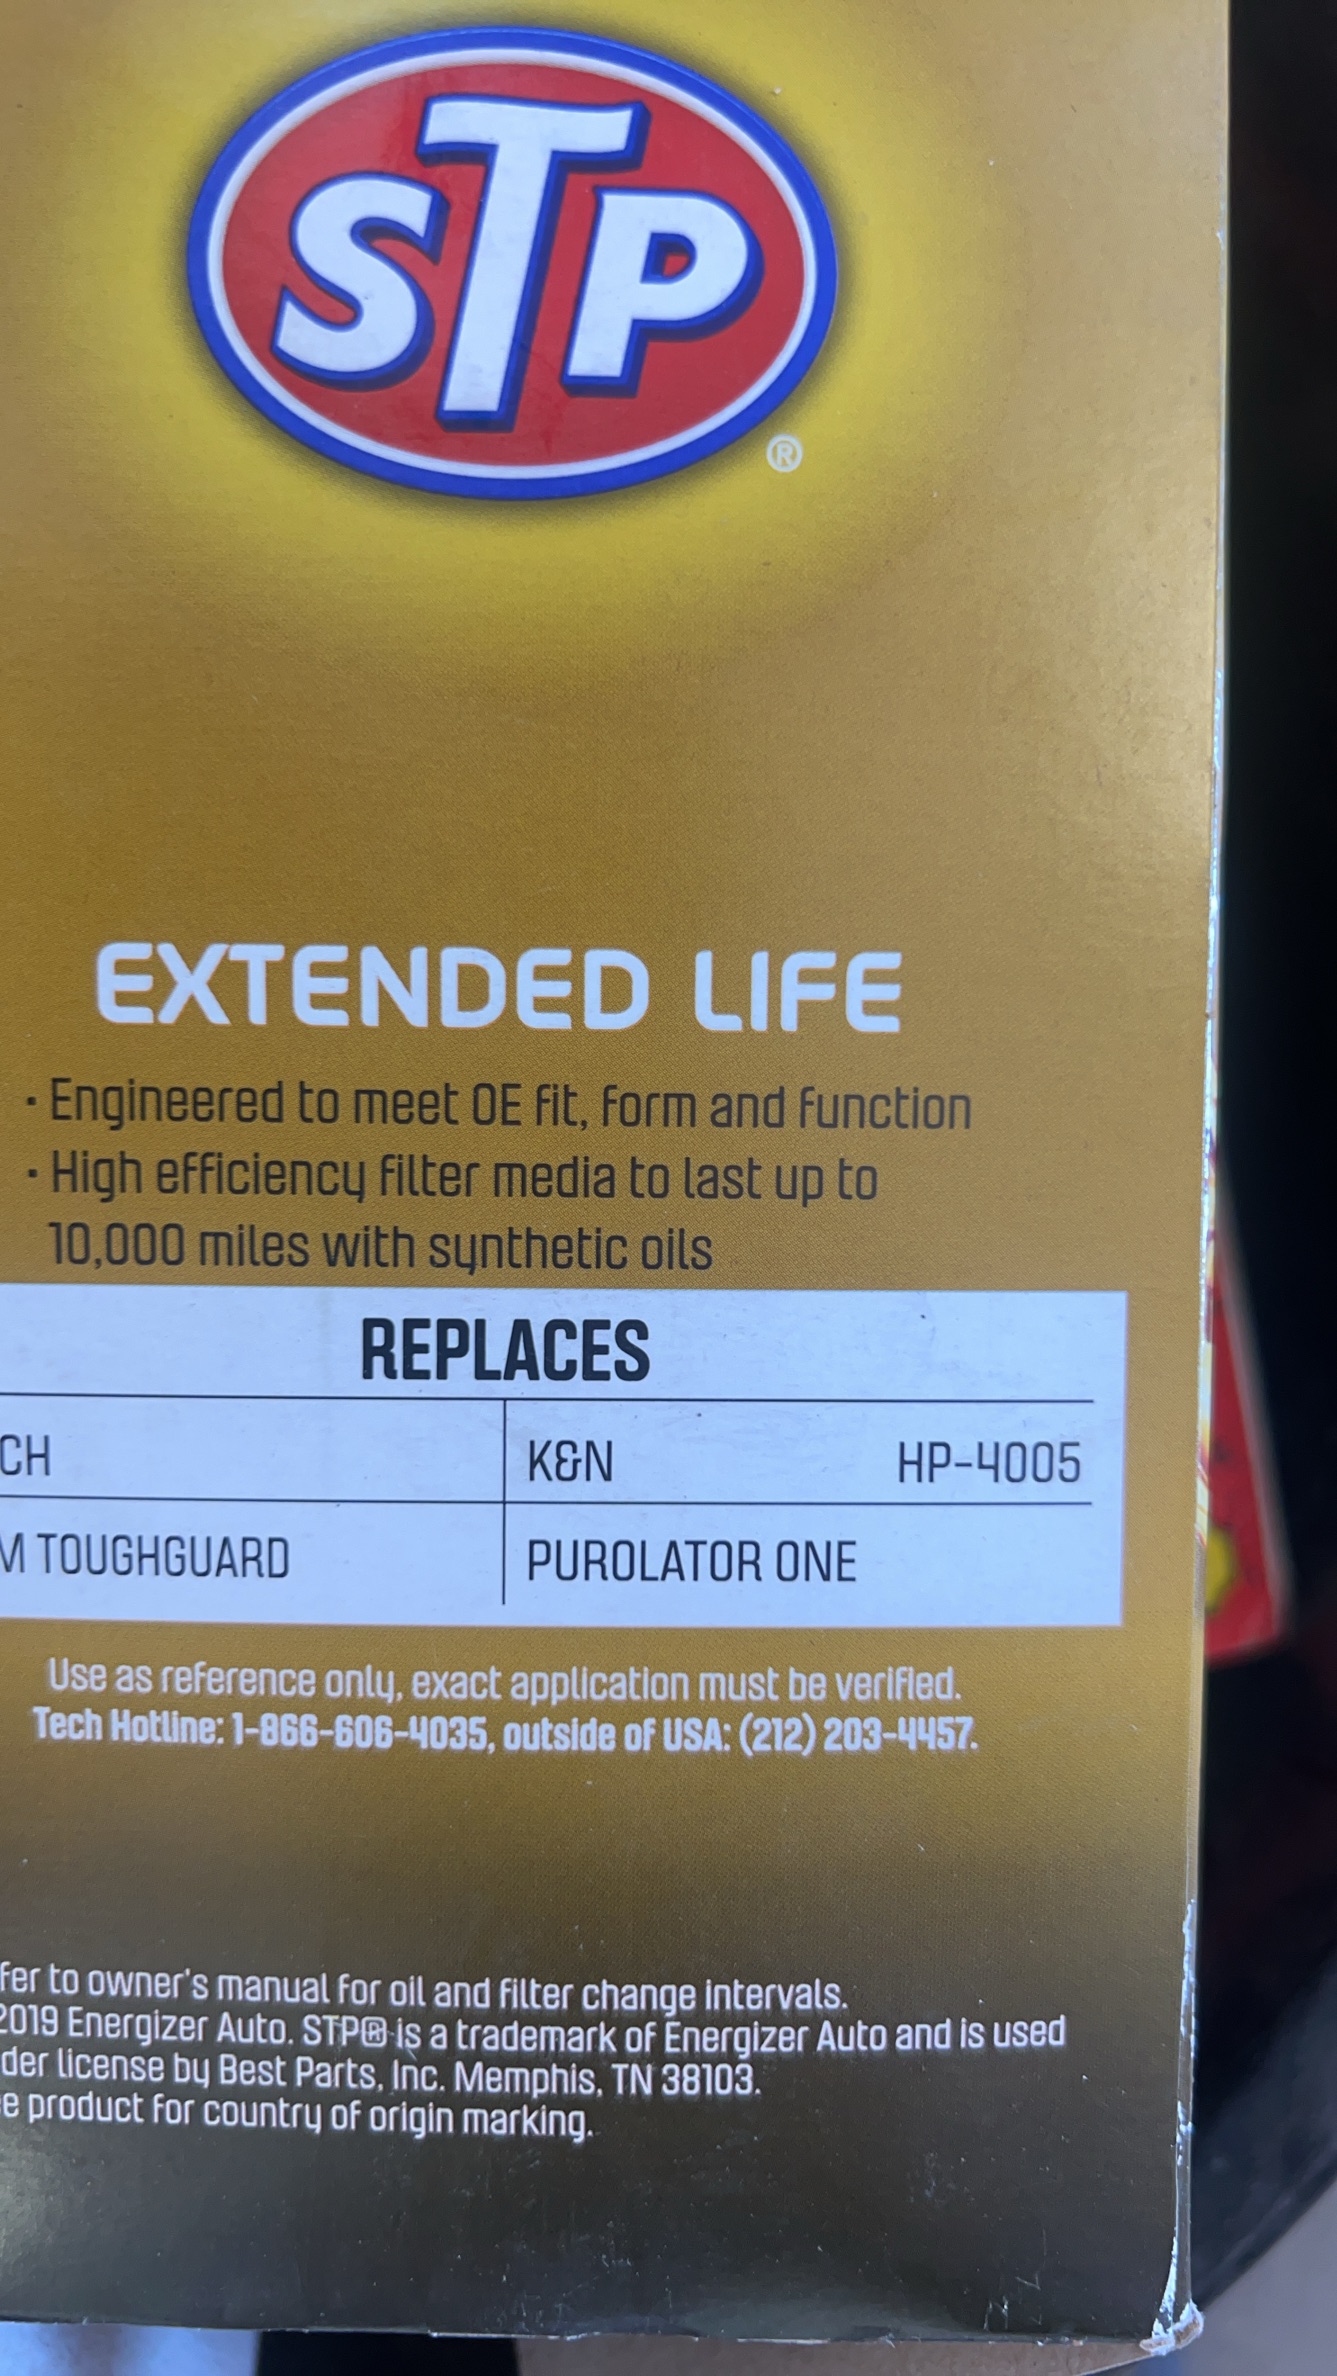 STP®
EXTENDED LIFE
· Engineered to meet OE fit, form and function
· High efficiency filter media to last up to
10,000 miles with synthetic oils
REPLACES
CH K&N HP-4005
M TOUGHGUARD PUROLATOR ONE
Use as reference only, exact application must be verified.
Tech Hotline: 1-866-606-4035, outside of USA: (212) 203-4457.
fer to owner's manual for oil and filter change intervals.
2019 Energizer Auto. STP® is a trademark of Energizer Auto and is used
der license by Best Parts, Inc. Memphis, TN 38103.
e product for country of origin marking.